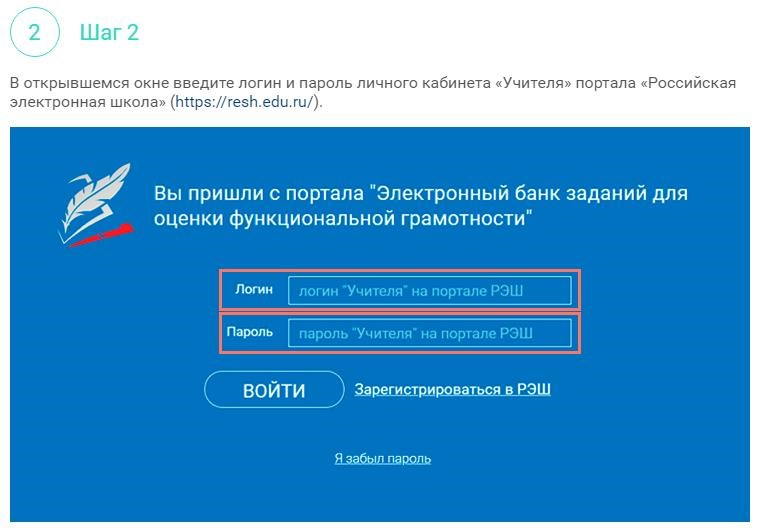 2 Шаг 2
В открывшемся окне введите логин и пароль личного кабинета «Учителя» портала «Российская
электронная школа» (https://resh.edu.ru/).
Вы пришли с портала "Электронный банк заданий для
оценки функциональной грамотности"
Логин логин "Учителя" на портале РЭШ
Пароль пароль "Учителя" на портале РЭШ
ВОЙТИ Зарегистрироваться в РЭШ
Я забыл пароль